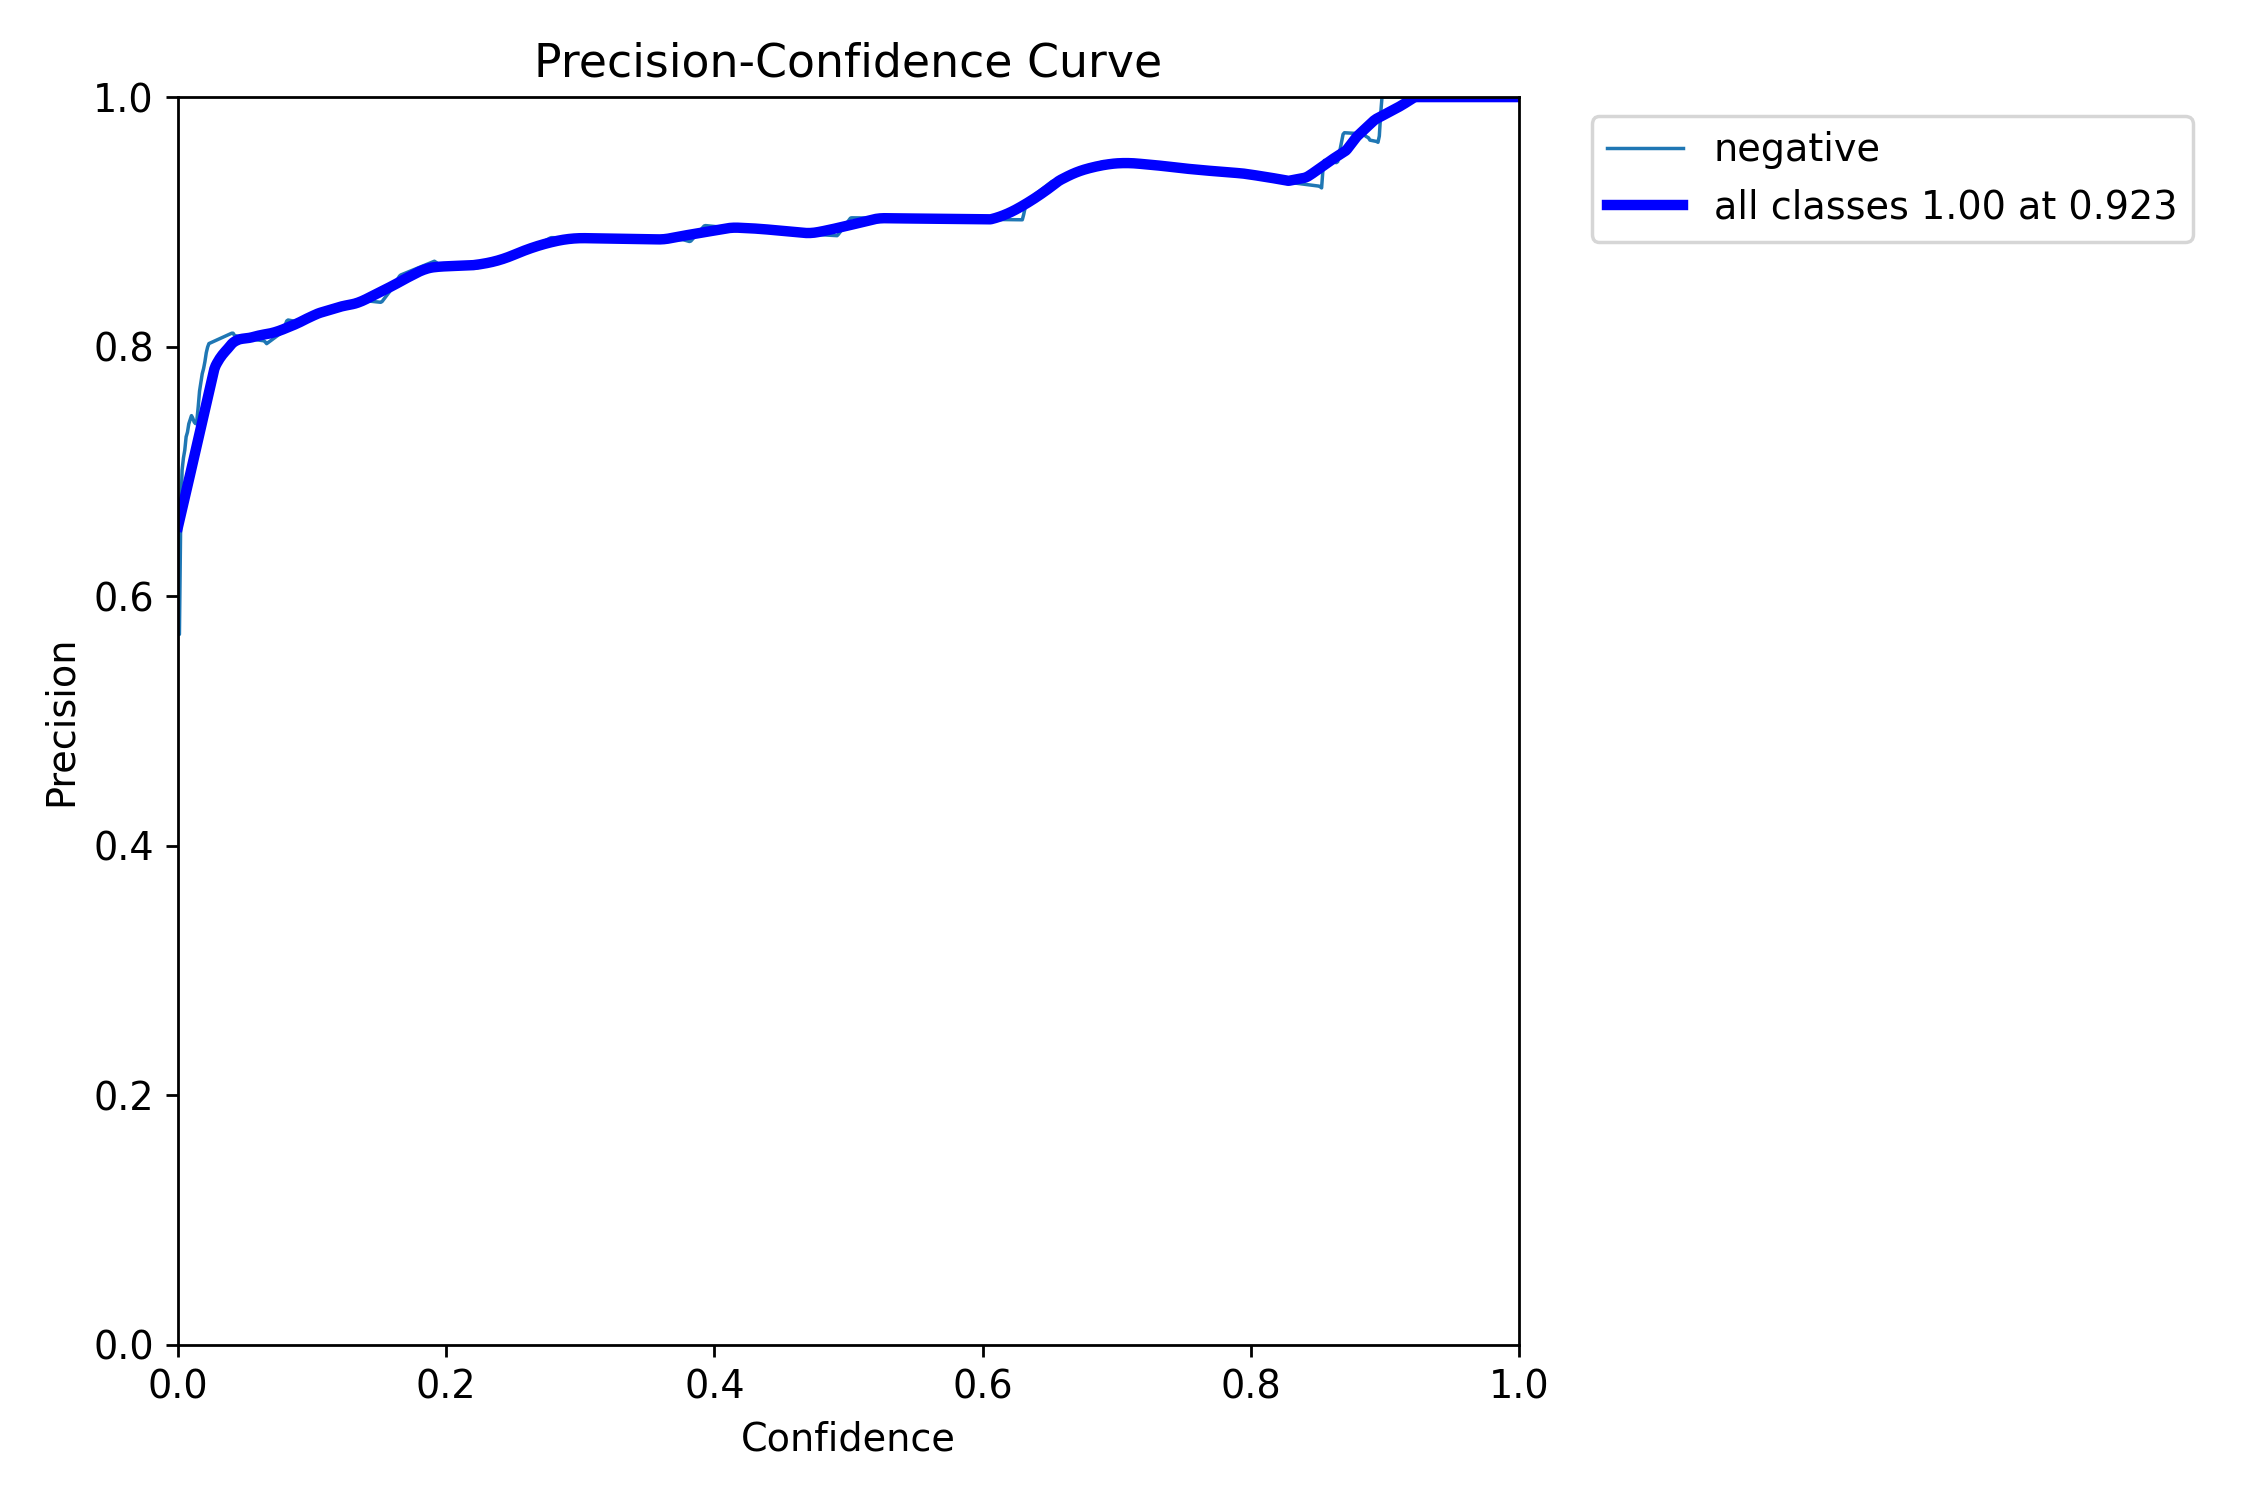 Precision-Confidence Curve
1.0
0.8
0.6
0.4
0.2
0.0
Precision
0.0 0.2 0.4 0.6 0.8 1.0
Confidence
negative
all classes 1.00 at 0.923